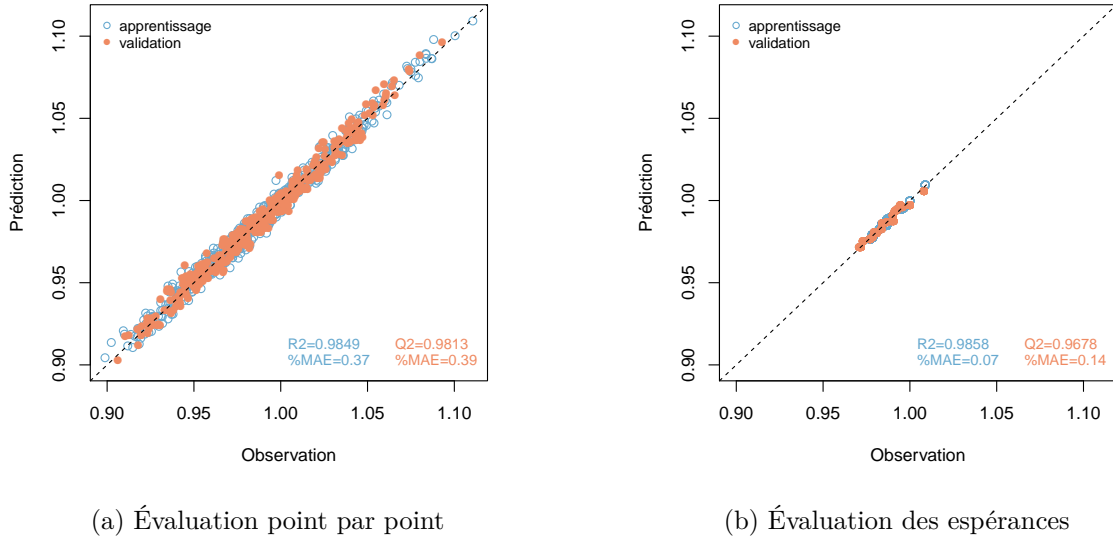 apprentissage
validation
Prédiction
1.10
1.05
1.00
0.95
0.90
R2=0.9849
Q2=0.9813
%MAE=0.37
%MAE=0.39
0.90 0.95 1.00 1.05 1.10
Observation
(a) Évaluation point par point
apprentissage
validation
Prédiction
1.10
1.05
1.00
0.95
0.90
R2=0.9858
Q2=0.9678
%MAE=0.07
%MAE=0.14
0.90 0.95 1.00 1.05 1.10
Observation
(b) Évaluation des espérances